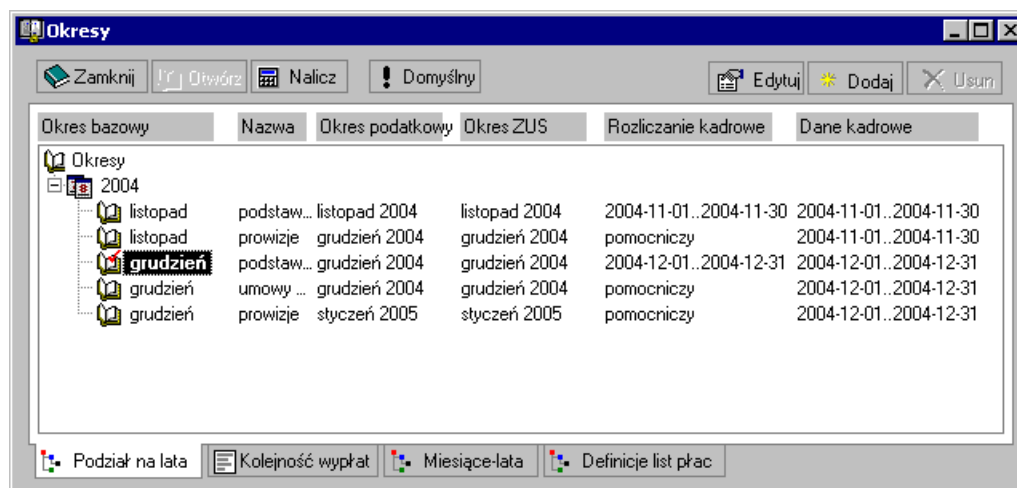 Okresy
Zamknij Otwórz Nalicz Domyślny Edytuj Dodaj Usun
Okres bazowy Nazwa Okres podatkowy Okres ZUS Rozliczanie kadrowe Dane kadrowe
Okresy
2004
listopad podstaw... listopad 2004 listopad 2004 2004-11-01..2004-11-30 2004-11-01..2004-11-30
listopad prowizje grudzień 2004 grudzień 2004 pomocniczy 2004-11-01..2004-11-30
grudzień podstaw... grudzień 2004 grudzień 2004 2004-12-01..2004-12-31 2004-12-01..2004-12-31
grudzień umowy ... grudzień 2004 grudzień 2004 pomocniczy 2004-12-01..2004-12-31
grudzień prowizje styczeń 2005 styczeń 2005 pomocniczy 2004-12-01..2004-12-31
Podział na lata Kolejność wypłat Miesiące-lata Definicje list płac